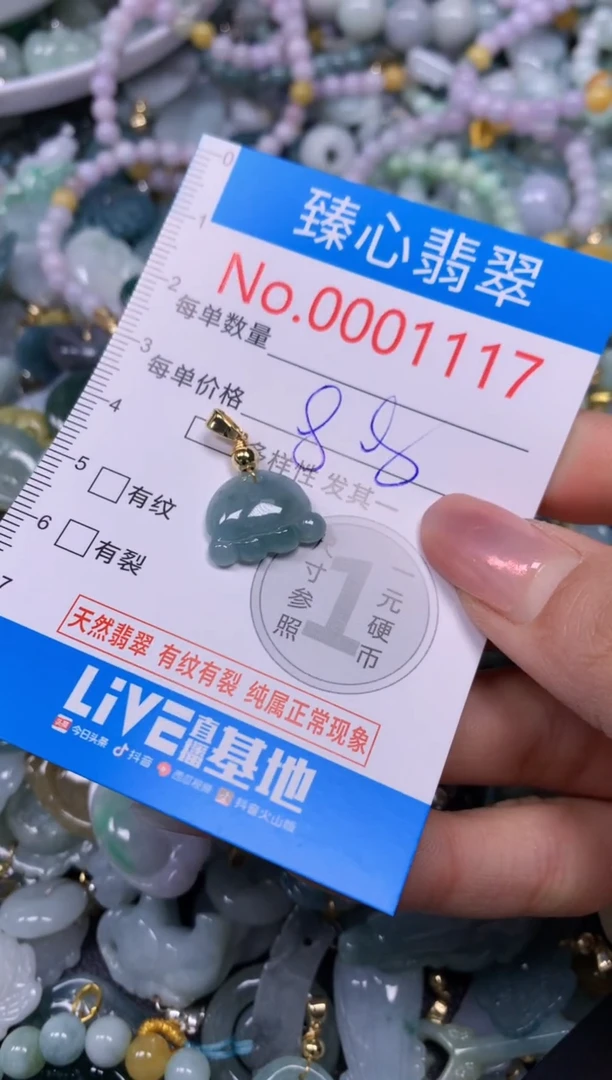 0
臻心翡翠
1
No.0001117
2
每单数量
3
每单价格
88
4
多样性 发其一
5
有纹
6
有裂
7
尺寸参照
1
一元硬币
天然翡翠 有纹有裂 纯属正常现象
LiVE直播基地
头条 今日头条 抖音 西瓜视频 抖音火山版